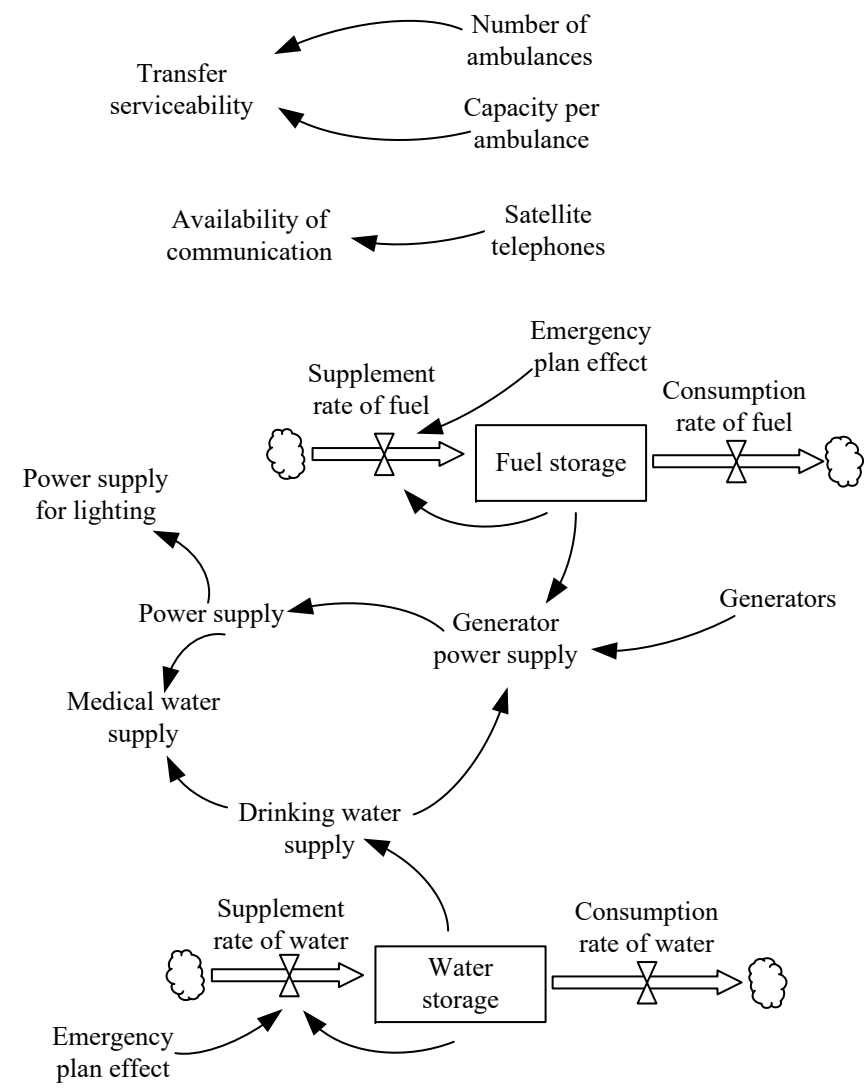 Number of
ambulances
Transfer
serviceability
Capacity per
ambulance
Availability of
communication
Satellite
telephones
Emergency
plan effect
Supplement
rate of fuel
Consumption
rate of fuel
Fuel storage
Power supply
for lighting
Power supply
Generator
power supply
Generators
Medical water
supply
Drinking water
supply
Supplement
rate of water
Consumption
rate of water
Water
storage
Emergency
plan effect